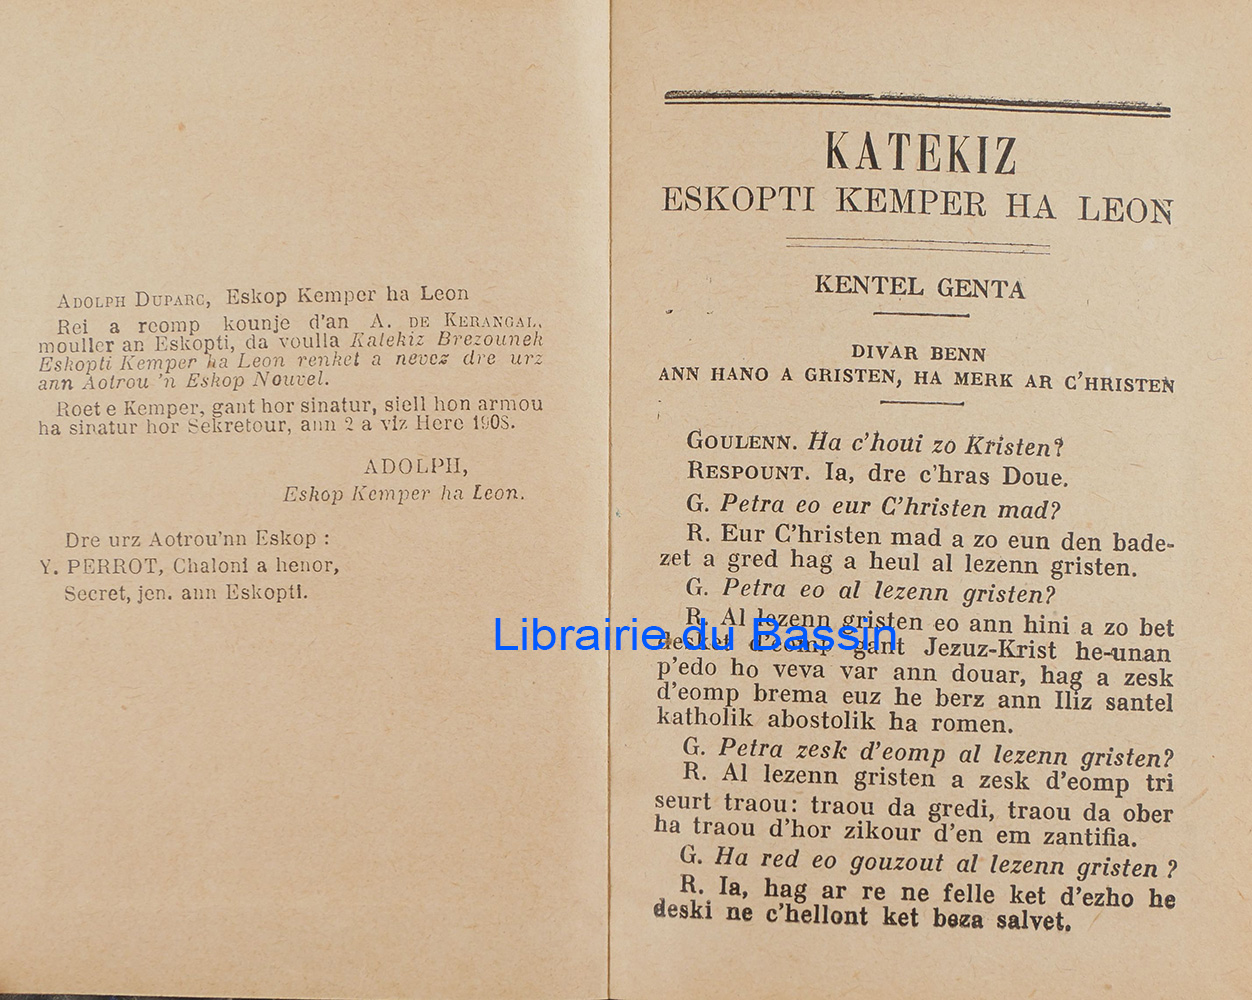 ADOLPH DUPARC, Eskop Kemper ha Leon
Rei a reomp kounje d'an A. DE KERANGAL,
mouller an Eskopti, da voulla Katekiz Brezounek
Eskopti Kemper ha Leon renket a nevez dre urz
ann Aotrou 'n Eskop Nouvel.
Roet e Kemper, gant hor sinatur, siell hon armou
ha sinatur hor Sekretour, ann 2 a viz Here 1908.
ADOLPH,
Eskop Kemper ha Leon.
Dre urz Aotrou'nn Eskop :
Y. PERROT, Chaloni a henor,
Secret, jen. ann Eskopti.
KATEKIZ
ESKOPTI KEMPER HA LEON
KENTEL GENTA
DIVAR BENN
ANN HANO A GRISTEN, HA MERK AR C'HRISTEN
GOULENN. Ha c'houi zo Kristen?
RESPOUNT. Ia, dre c'hras Doue.
G. Petra eo eur C'hristen mad?
R. Eur C'hristen mad a zo eun den bade-
zet a gred hag a heul al lezenn gristen.
G. Petra eo al lezenn gristen?
R. Al lezenn gristen eo ann hini a zo bet
desket d'eomp gant Jezuz-Krist he-unan
p'edo ho veva var ann douar, hag a zesk
d'eomp brema euz he berz ann Iliz santel
katholik abostolik ha romen.
G. Petra zesk d'eomp al lezenn gristen?
R. Al lezenn gristen a zesk d'eomp tri
seurt traou: traou da gredi, traou da ober
ha traou d'hor zikour d'en em zantifia.
G. Ha red eo gouzout al lezenn gristen ?
R. Ia, hag ar re ne felle ket d'ezho he
deski ne c'hellont ket beza salvet.
Librairie du Bassin